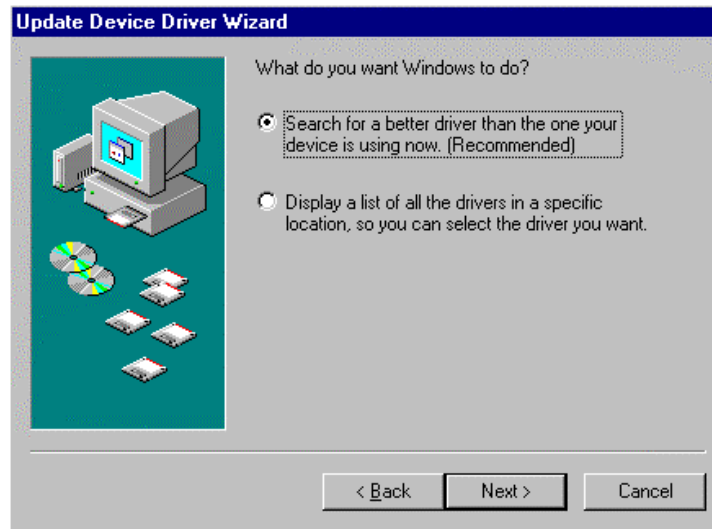 Update Device Driver Wizard
What do you want Windows to do?
Search for a better driver than the one your
device is using now. (Recommended)
Display a list of all the drivers in a specific
location, so you can select the driver you want.
< Back
Next >
Cancel